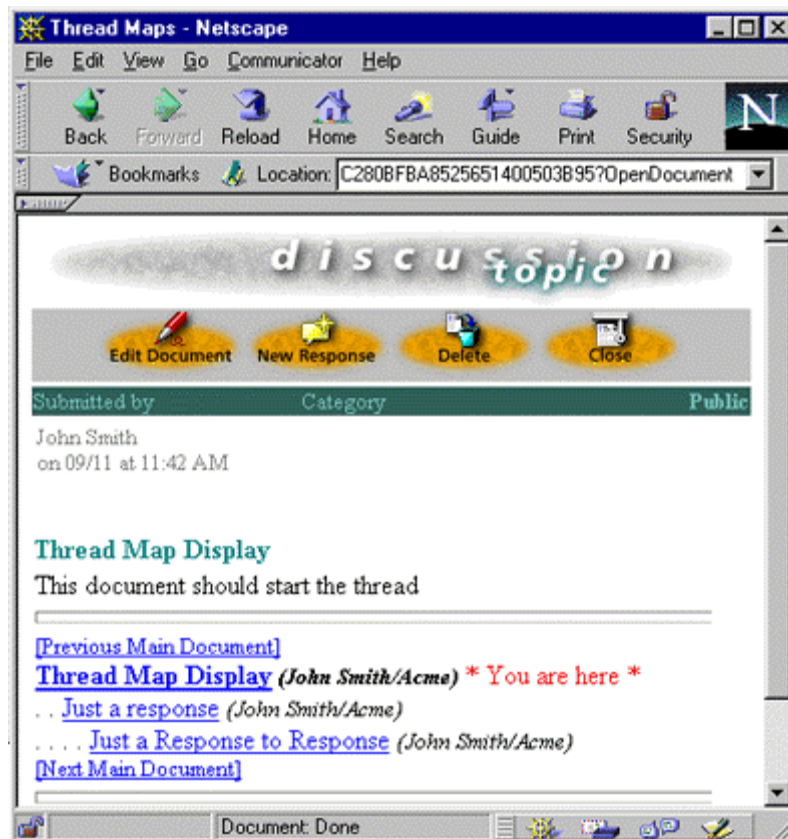 Thread Maps - Netscape
File Edit View Go Communicator Help
Back Forward Reload Home Search Guide Print Security
N
Bookmarks Location: C280BFBA8525651400503B95?OpenDocument
discussion
topic
Edit Document New Response Delete Close
Submitted by Category Public
John Smith
on 09/11 at 11:42 AM
Thread Map Display
This document should start the thread
[Previous Main Document]
Thread Map Display (John Smith/Acme) * You are here *
. . Just a response (John Smith/Acme)
. . . . Just a Response to Response (John Smith/Acme)
[Next Main Document]
Document: Done